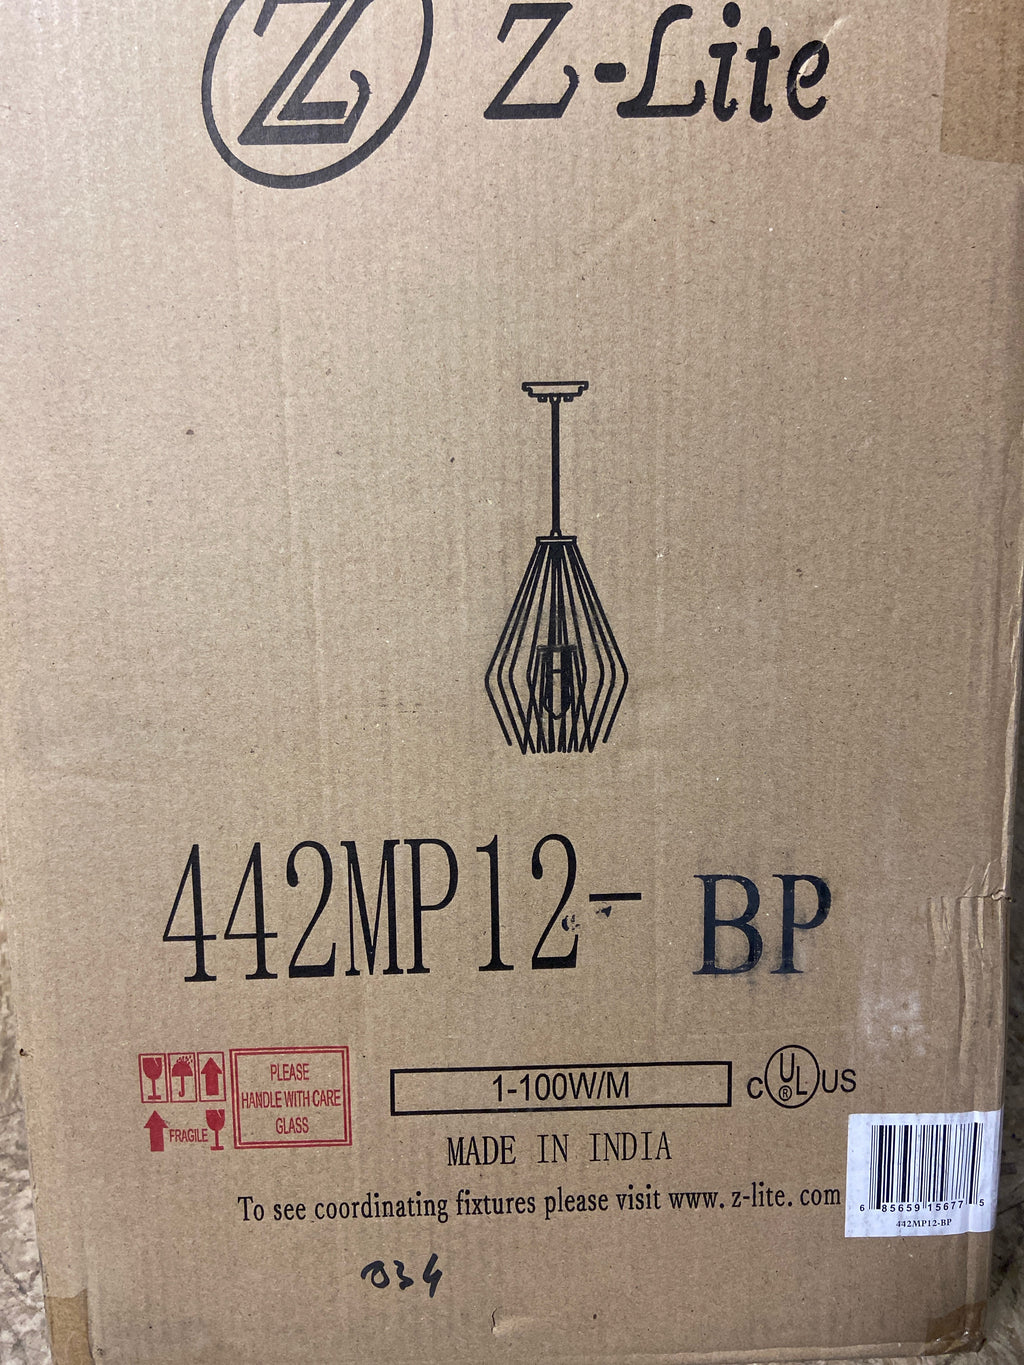 Z-Lite
442MP12- BP
PLEASE
HANDLE WITH CARE
GLASS
FRAGILE
1-100W/M
C UL® US
MADE IN INDIA
To see coordinating fixtures please visit www.z-lite.com
6 85659 15677 5
442MP12-BP
034